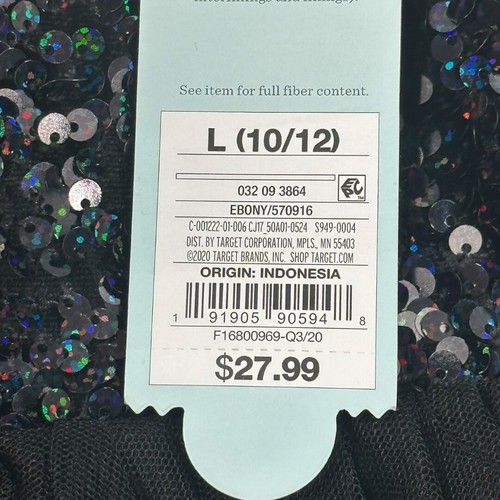 See item for full fiber content.
L (10/12)
032 09 3864
EBONY/570916
C-001222-01-006 CJ17 50A01-0524 S949-0004
DIST. BY TARGET CORPORATION, MPLS., MN 55403
©2020 TARGET BRANDS, INC. SHOP TARGET.COM
ORIGIN: INDONESIA
1 91905 90594 8
F16800969-Q3/20
$27.99